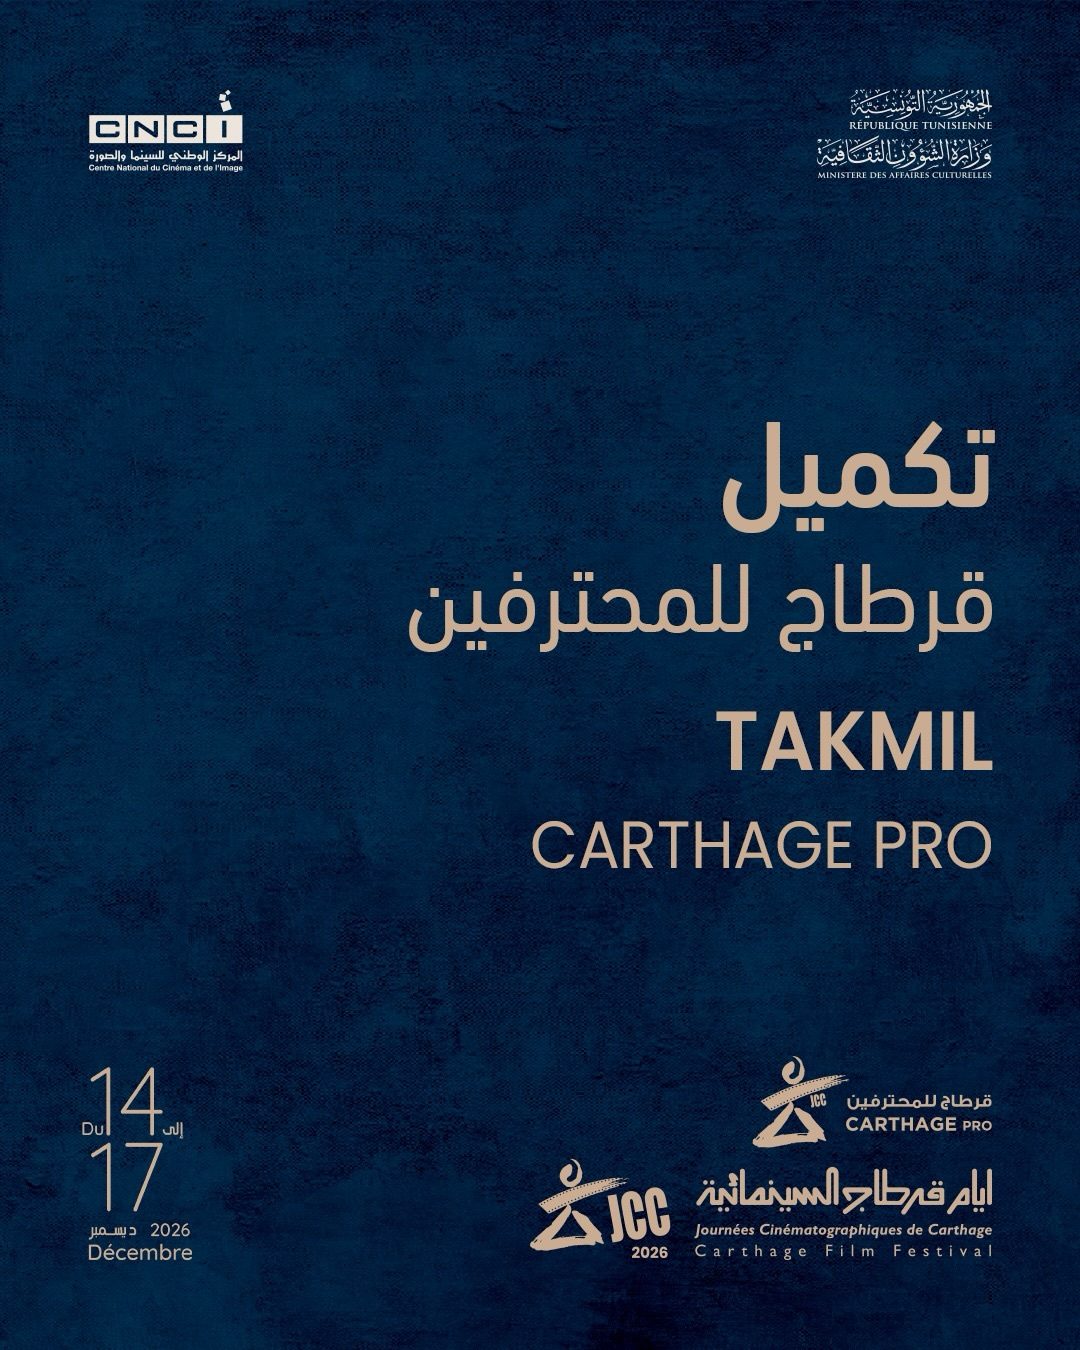 CNCI
المركز الوطني للسينما والصورة
Centre National du Cinéma et de l'Image
الجمهورية التونسية
RÉPUBLIQUE TUNISIENNE
وزارة الشؤون الثقافية
MINISTERE DES AFFAIRES CULTURELLES
تكميل
قرطاج للمحترفين
TAKMIL
CARTHAGE PRO
Du 14 إلى
17
ديسمبر 2026
Décembre
JCC
قرطاج للمحترفين
CARTHAGE PRO
JCC
2026
ايام قرطاج السينمائية
Journées Cinématographiques de Carthage
Carthage Film Festival